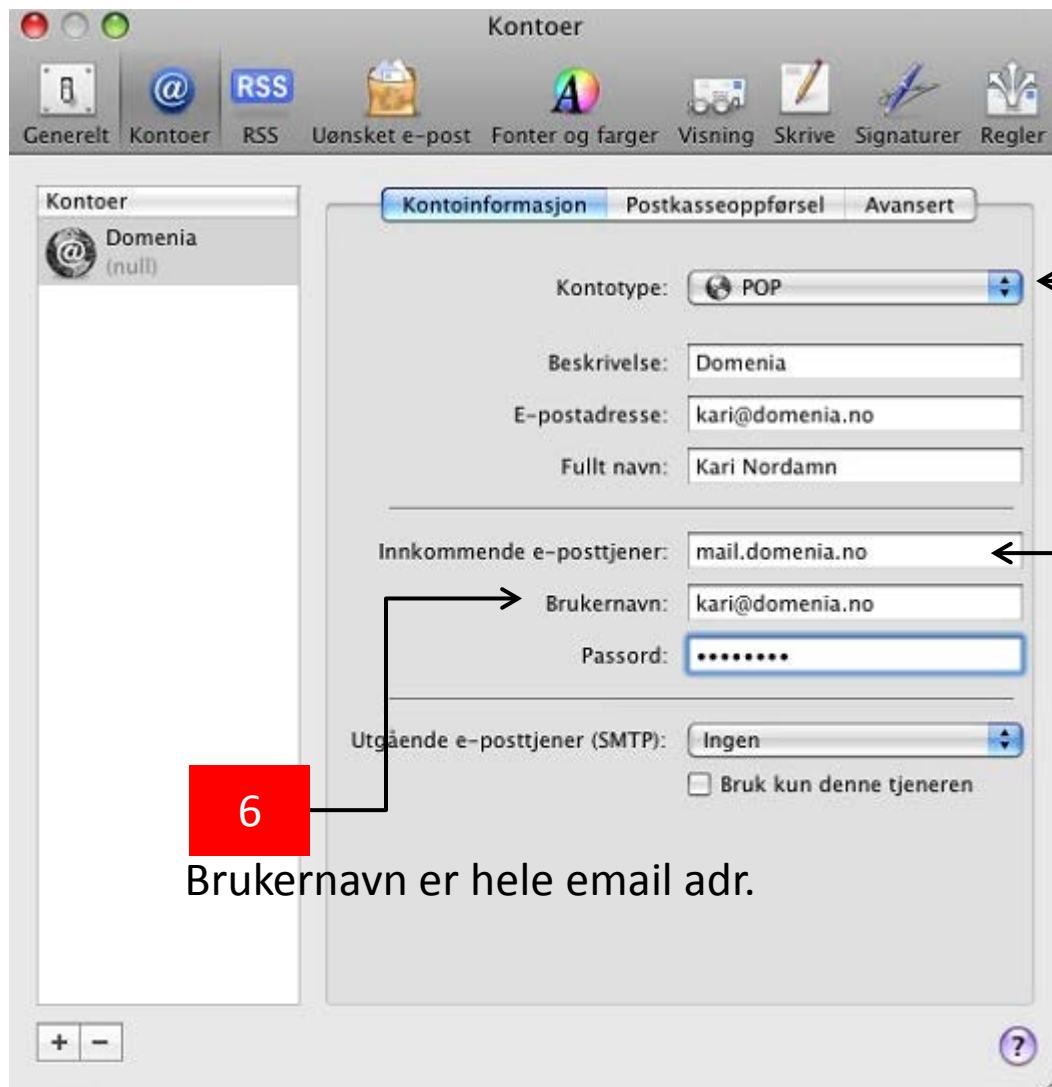 Kontoer
RSS
Generelt Kontoer RSS Uønsket e-post Fonter og farger Visning Skrive Signaturer Regler
Kontoer
Domenia
(null)
Kontoinformasjon Postkasseoppførsel Avansert
Kontotype: POP
Beskrivelse: Domenia
E-postadresse: kari@domenia.no
Fullt navn: Kari Nordamn
Innkommende e-posttjener: mail.domenia.no
Brukernavn: kari@domenia.no
Passord: ••••••••
Utgående e-posttjener (SMTP): Ingen
Bruk kun denne tjeneren
6
Brukernavn er hele email adr.
+ − ?